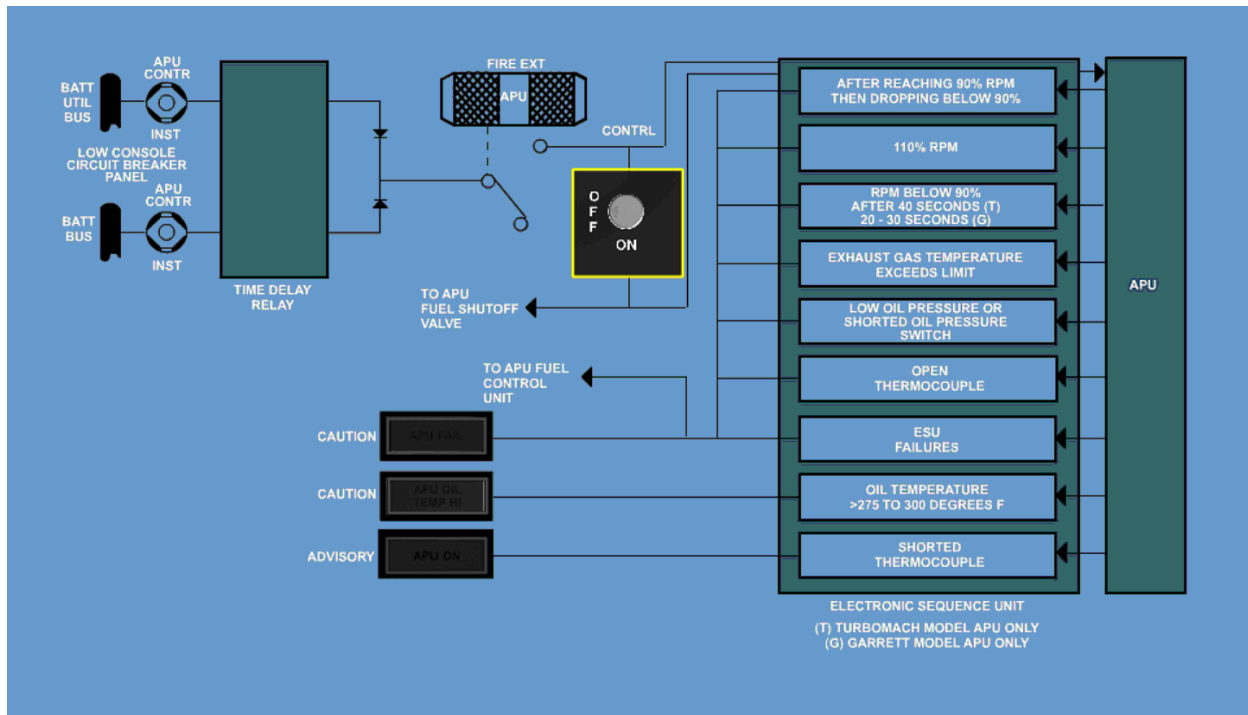 BATT
UTIL
BUS
APU
CONTR
INST
LOW CONSOLE
CIRCUIT BREAKER
PANEL
APU
CONTR
BATT
BUS
INST
TIME DELAY
RELAY
FIRE EXT
APU
CONTRL
O
F
F
ON
TO APU
FUEL SHUTOFF
VALVE
TO APU FUEL
CONTROL
UNIT
CAUTION
APU FAIL
CAUTION
APU OIL
TEMP HI
ADVISORY
APU ON
AFTER REACHING 90% RPM
THEN DROPPING BELOW 90%
110% RPM
RPM BELOW 90%
AFTER 40 SECONDS (T)
20 - 30 SECONDS (G)
EXHAUST GAS TEMPERATURE
EXCEEDS LIMIT
LOW OIL PRESSURE OR
SHORTED OIL PRESSURE
SWITCH
OPEN
THERMOCOUPLE
ESU
FAILURES
OIL TEMPERATURE
>275 TO 300 DEGREES F
SHORTED
THERMOCOUPLE
APU
ELECTRONIC SEQUENCE UNIT
(T) TURBOMACH MODEL APU ONLY
(G) GARRETT MODEL APU ONLY